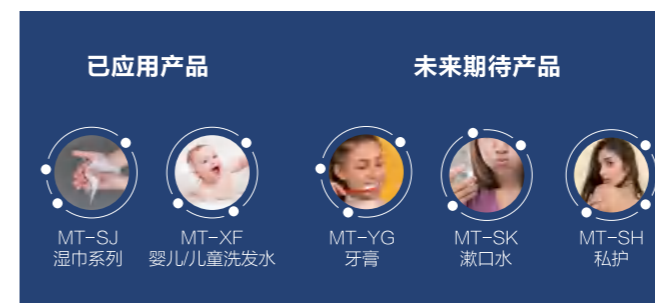 已应用产品
未来期待产品
MT-SJ
湿巾系列
MT-XF
婴儿/儿童洗发水
MT-YG
牙膏
MT-SK
漱口水
MT-SH
私护